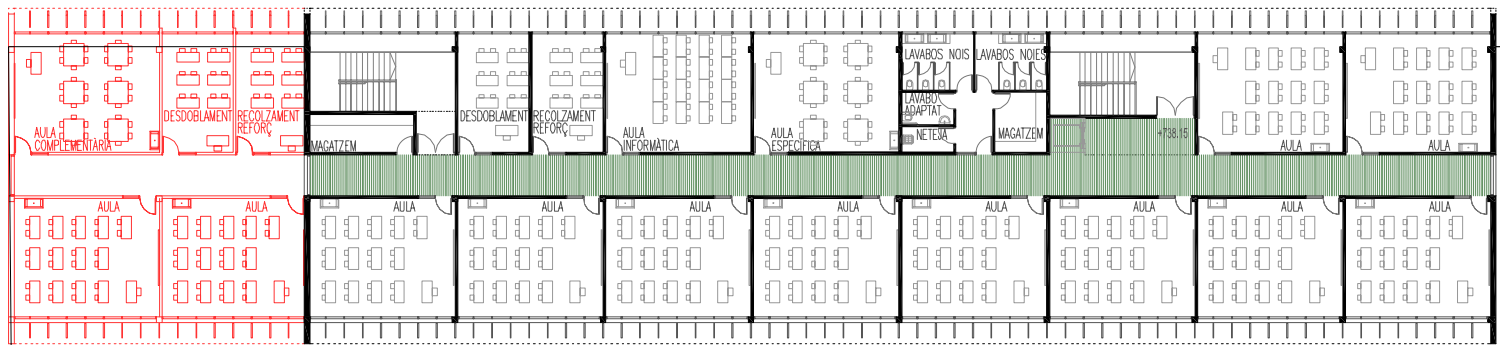 LAVABOS NOIS
LAVABOS NOIES
DESDOBLAMENT
RECOLZAMENT
REFORÇ
DESDOBLAMENT
RECOLZAMENT
REFORÇ
LAVABO
ADAPTAT
AULA
COMPLEMENTÀRIA
MAGATZEM
AULA
INFORMÀTICA
AULA
ESPECÍFICA
NETEJA
MAGATZEM
+738.15
AULA
AULA
AULA
AULA
AULA
AULA
AULA
AULA
AULA
AULA
AULA
AULA